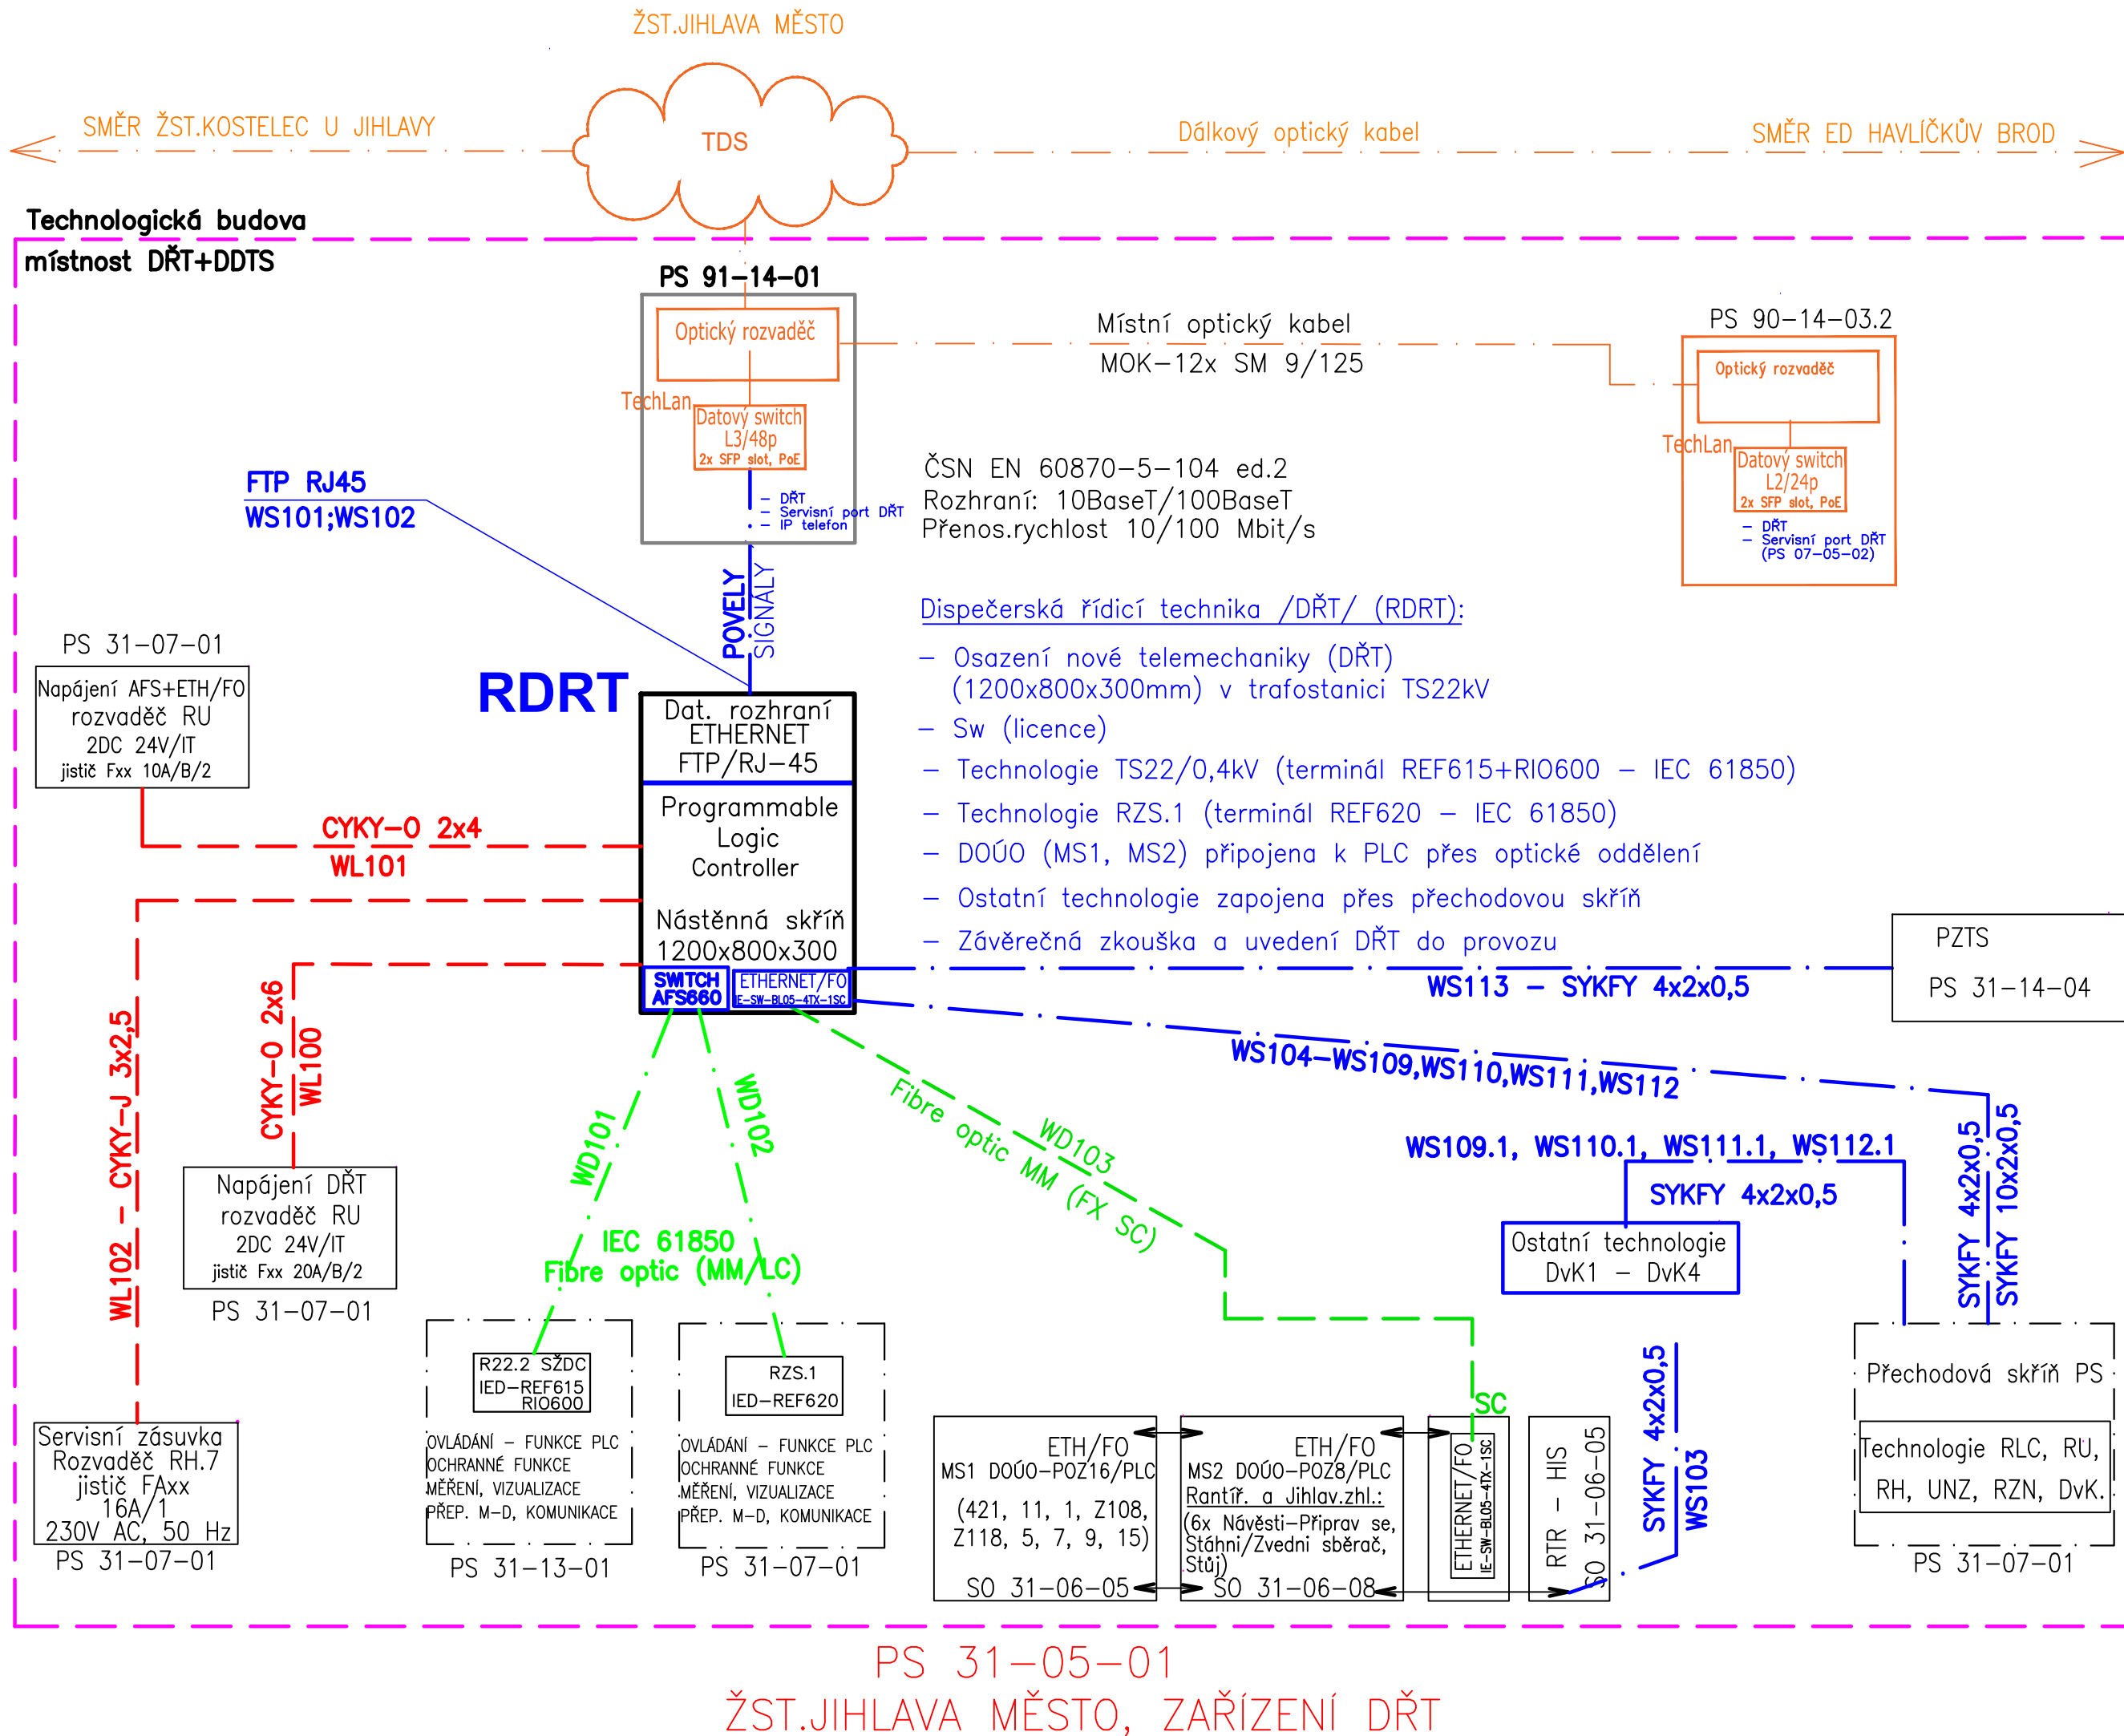 ŽST.JIHLAVA MĚSTO
SMĚR ŽST.KOSTELEC U JIHLAVY
TDS
Dálkový optický kabel
SMĚR ED HAVLÍČKŮV BROD
Technologická budova
místnost DŘT+DDTS
PS 91-14-01
Optický rozvaděč
TechLan
Datový switch
L3/48p
2x SFP slot, PoE
- DŘT
- Servisní port DŘT
- IP telefon
Místní optický kabel
MOK-12x SM 9/125
PS 90-14-03.2
Optický rozvaděč
TechLan
Datový switch
L2/24p
2x SFP slot, PoE
- DŘT
- Servisní port DŘT
(PS 07-05-02)
FTP RJ45
WS101;WS102
ČSN EN 60870-5-104 ed.2
Rozhraní: 10BaseT/100BaseT
Přenos.rychlost 10/100 Mbit/s
POVELY
SIGNÁLY
Dispečerská řídicí technika /DŘT/ (RDRT):
- Osazení nové telemechaniky (DŘT)
(1200x800x300mm) v trafostanici TS22kV
- Sw (licence)
- Technologie TS22/0,4kV (terminál REF615+RIO600 - IEC 61850)
- Technologie RZS.1 (terminál REF620 - IEC 61850)
- DOÚO (MS1, MS2) připojena k PLC přes optické oddělení
- Ostatní technologie zapojena přes přechodovou skříň
- Závěrečná zkouška a uvedení DŘT do provozu
PS 31-07-01
Napájení AFS+ETH/FO
rozvaděč RU
2DC 24V/IT
jistič Fxx 10A/B/2
RDRT
Dat. rozhraní
ETHERNET
FTP/RJ-45
Programmable
Logic
Controller
Nástěnná skříň
1200x800x300
SWITCH
AFS660
ETHERNET/FO
IE-SW-BL05-4TX-1SC
CYKY-O 2x4
WL101
CYKY-O 2x6
WL100
WL102 - CYKY-J 3x2,5
PZTS
PS 31-14-04
WS113 - SYKFY 4x2x0,5
WS104-WS109,WS110,WS111,WS112
WS109.1, WS110.1, WS111.1, WS112.1
SYKFY 4x2x0,5
SYKFY 4x2x0,5
SYKFY 10x2x0,5
Ostatní technologie
DvK1 - DvK4
WD101
WD102
WD103
Fibre optic MM (FX SC)
IEC 61850
Fibre optic (MM/LC)
Napájení DŘT
rozvaděč RU
2DC 24V/IT
jistič Fxx 20A/B/2
PS 31-07-01
Servisní zásuvka
Rozvaděč RH.7
jistič FAxx
16A/1
230V AC, 50 Hz
PS 31-07-01
R22.2 SŽDC
IED-REF615
RIO600
OVLÁDÁNÍ - FUNKCE PLC
OCHRANNÉ FUNKCE
MĚŘENÍ, VIZUALIZACE
PŘEP. M-D, KOMUNIKACE
PS 31-13-01
RZS.1
IED-REF620
OVLÁDÁNÍ - FUNKCE PLC
OCHRANNÉ FUNKCE
MĚŘENÍ, VIZUALIZACE
PŘEP. M-D, KOMUNIKACE
PS 31-07-01
ETH/FO
MS1 DOÚO-POZ16/PLC
(421, 11, 1, Z108,
Z118, 5, 7, 9, 15)
SO 31-06-05
ETH/FO
MS2 DOÚO-POZ8/PLC
Rantíř. a Jihlav.zhl.:
(6x Návěsti-Připrav se,
Stáhni/Zvedni sběrač,
Stůj)
SO 31-06-08
SC
ETHERNET/FO
IE-SW-BL05-4TX-1SC
RTR - HIS
SO 31-06-05
SYKFY 4x2x0,5
WS103
Přechodová skříň PS
Technologie RLC, RU,
RH, UNZ, RZN, DvK.
PS 31-07-01
PS 31-05-01
ŽST.JIHLAVA MĚSTO, ZAŘÍZENÍ DŘT